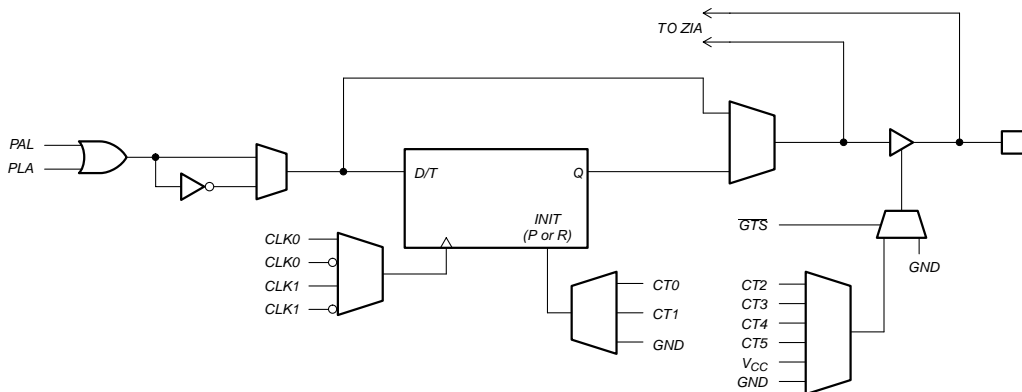 TO ZIA
PAL
PLA
D/T
Q
INIT
(P or R)
CLK0
CLK0
CLK1
CLK1
CT0
CT1
GND
GTS
GND
CT2
CT3
CT4
CT5
VCC
GND